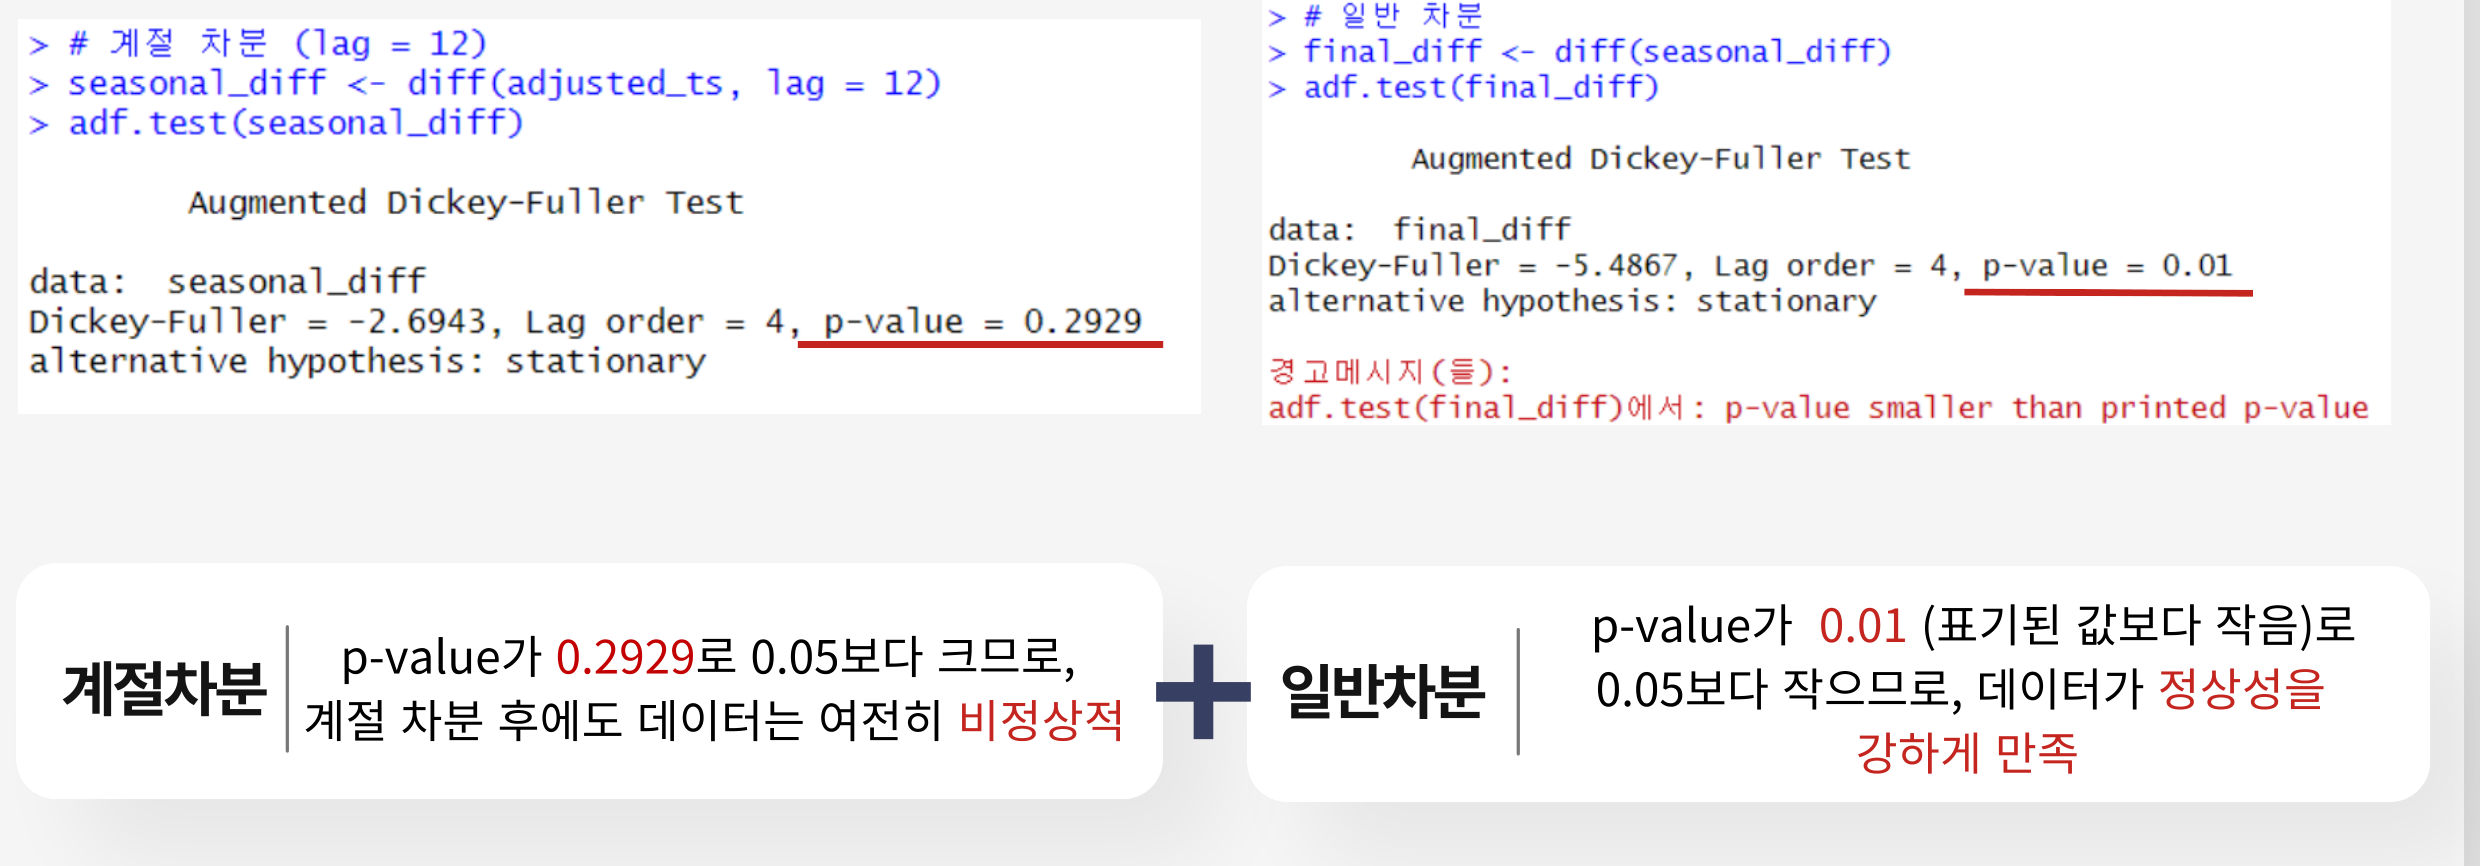 > # 계절 차분 (lag = 12)
> seasonal_diff <- diff(adjusted_ts, lag = 12)
> adf.test(seasonal_diff)
Augmented Dickey-Fuller Test
data:  seasonal_diff
Dickey-Fuller = -2.6943, Lag order = 4, p-value = 0.2929
alternative hypothesis: stationary
> # 일반 차분
> final_diff <- diff(seasonal_diff)
> adf.test(final_diff)
Augmented Dickey-Fuller Test
data:  final_diff
Dickey-Fuller = -5.4867, Lag order = 4, p-value = 0.01
alternative hypothesis: stationary
경고메시지(들):
adf.test(final_diff)에서: p-value smaller than printed p-value
계절차분
p-value가 0.2929로 0.05보다 크므로,
계절 차분 후에도 데이터는 여전히 비정상적
+
일반차분
p-value가 0.01 (표기된 값보다 작음)로
0.05보다 작으므로, 데이터가 정상성을
강하게 만족